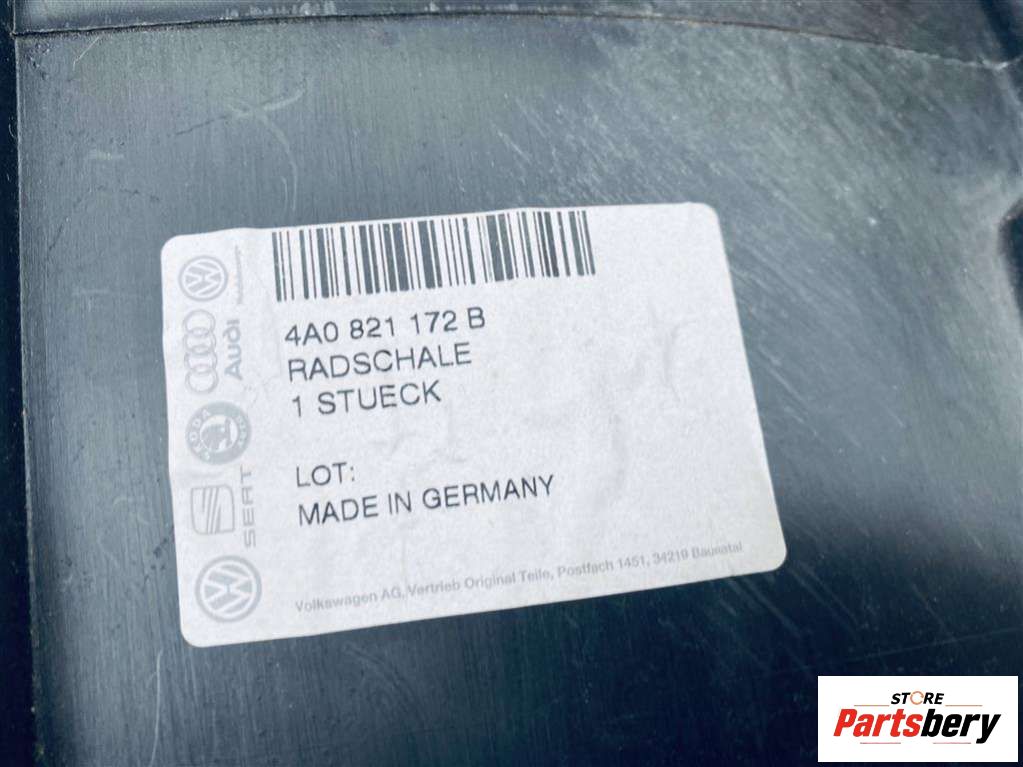 4A0 821 172 B
RADSCHALE
1 STUECK
LOT:
MADE IN GERMANY
Volkswagen AG, Vertrieb Original Teile, Postfach 1451, 34219 Baunatal
Audi
SKODA
SEAT
STORE
Partsbery